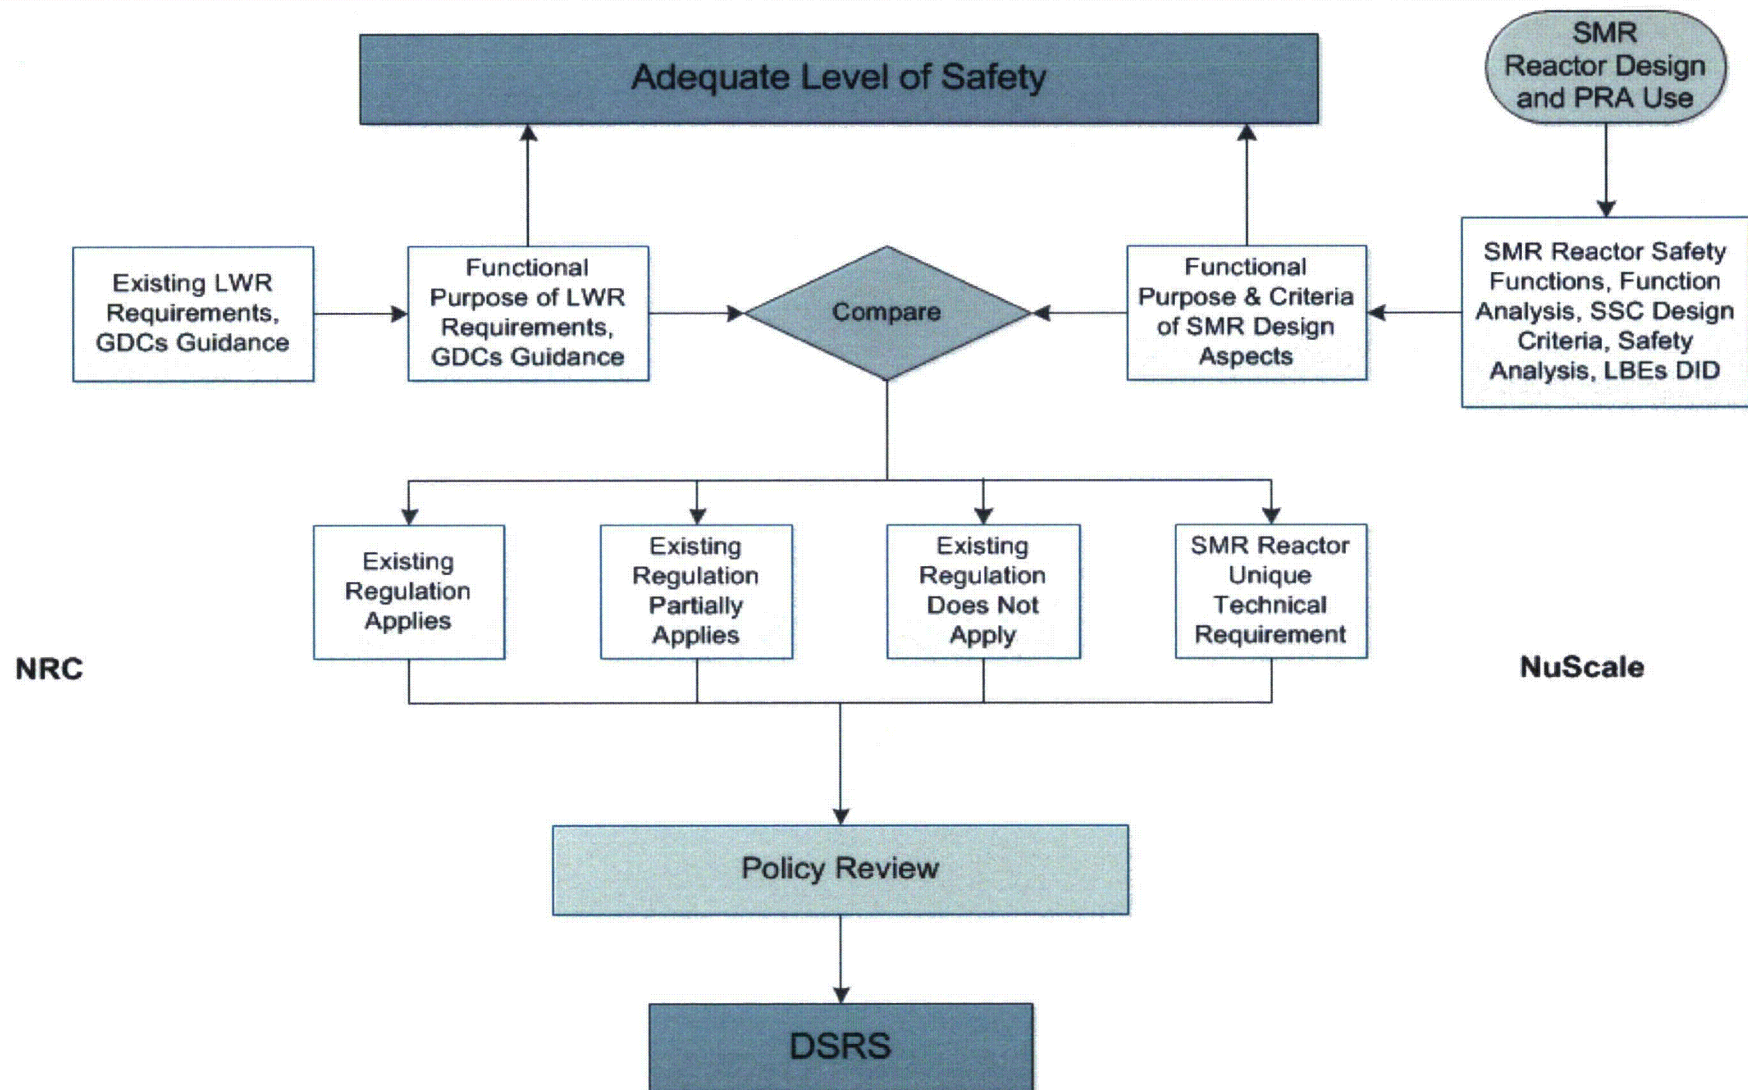 Adequate Level of Safety
SMR
Reactor Design
and PRA Use
Existing LWR
Requirements,
GDCs Guidance
Functional
Purpose of LWR
Requirements,
GDCs Guidance
Compare
Functional
Purpose & Criteria
of SMR Design
Aspects
SMR Reactor Safety
Functions, Function
Analysis, SSC Design
Criteria, Safety
Analysis, LBEs DID
Existing
Regulation
Applies
Existing
Regulation
Partially
Applies
Existing
Regulation
Does Not
Apply
SMR Reactor
Unique
Technical
Requirement
NRC
NuScale
Policy Review
DSRS